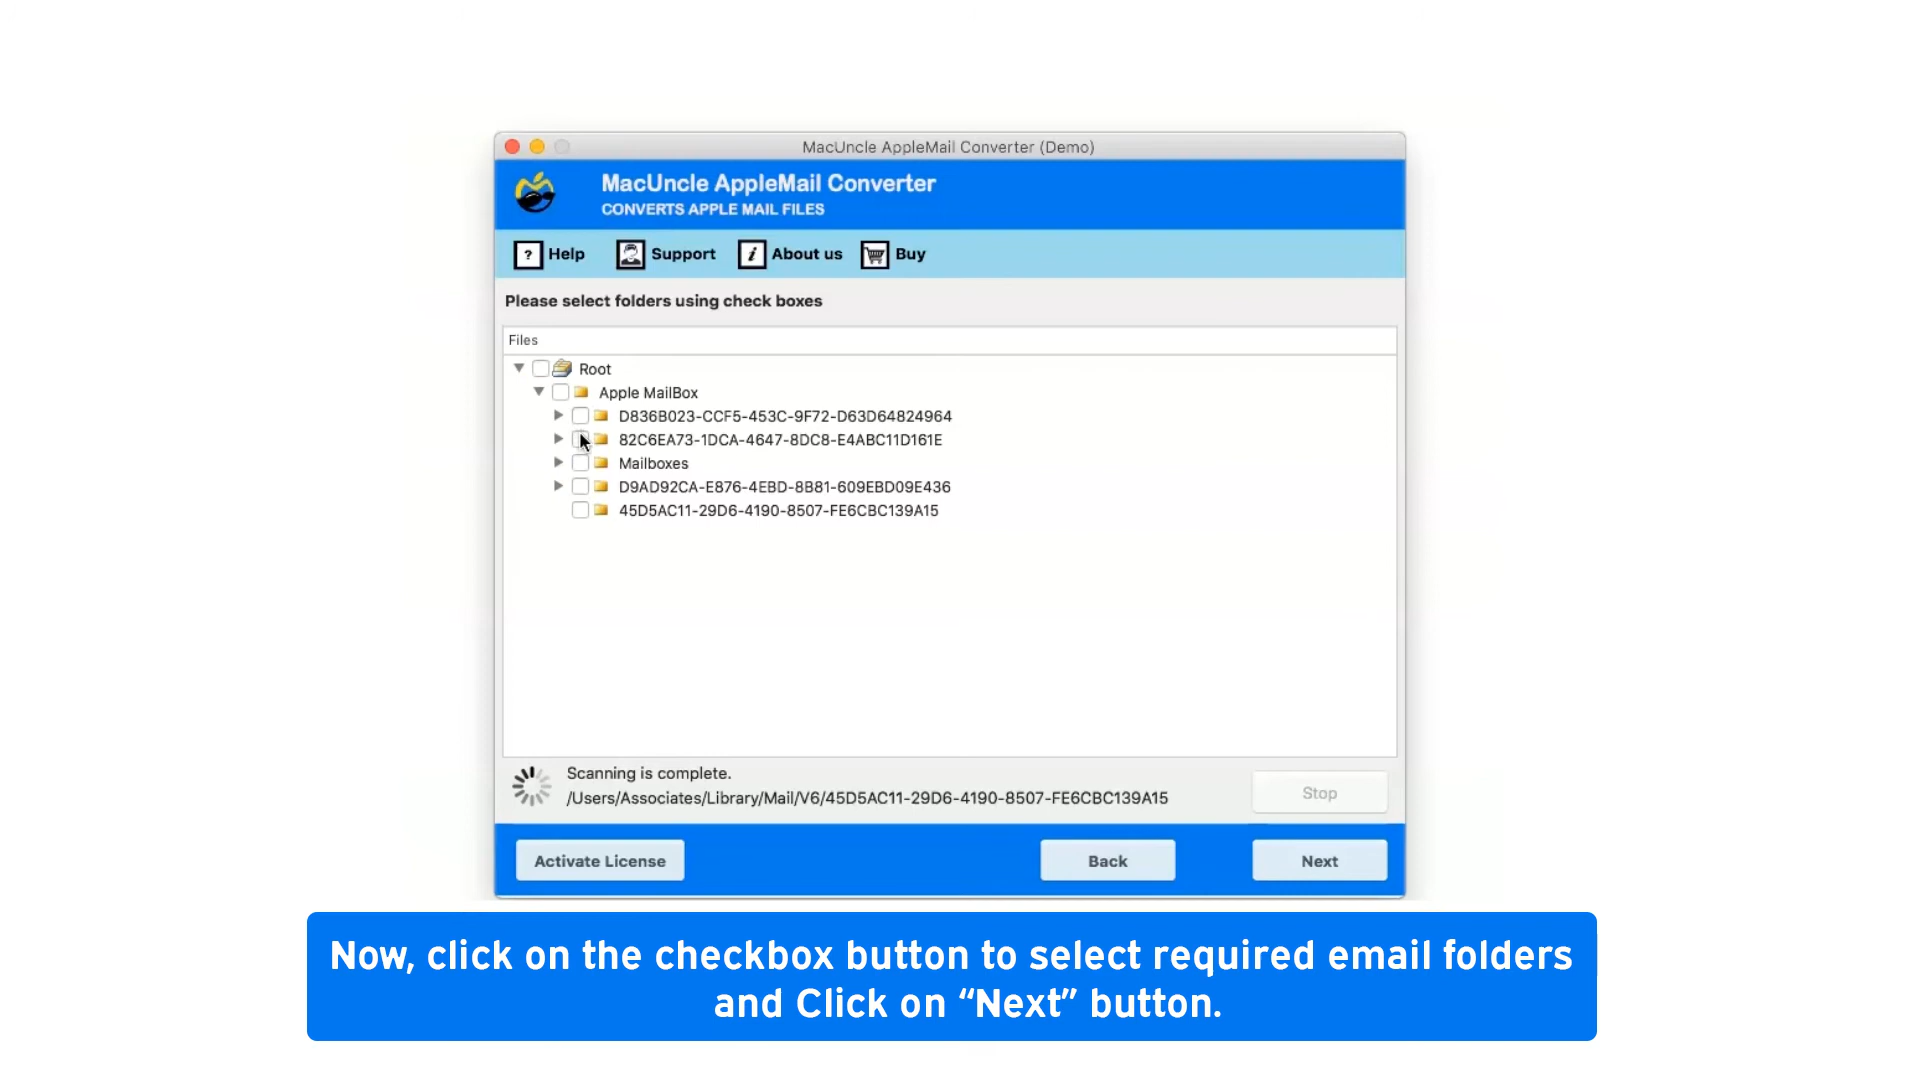 MacUncle AppleMail Converter (Demo)
MacUncle AppleMail Converter
CONVERTS APPLE MAIL FILES
? Help
Support
i About us
Buy
Please select folders using check boxes
Files
Root
Apple MailBox
D836B023-CCF5-453C-9F72-D63D64824964
82C6EA73-1DCA-4647-8DC8-E4ABC11D161E
Mailboxes
D9AD92CA-E876-4EBD-8B81-609EBD09E436
45D5AC11-29D6-4190-8507-FE6CBC139A15
Scanning is complete.
/Users/Associates/Library/Mail/V6/45D5AC11-29D6-4190-8507-FE6CBC139A15
Stop
Activate License
Back
Next
Now, click on the checkbox button to select required email folders
and Click on “Next” button.